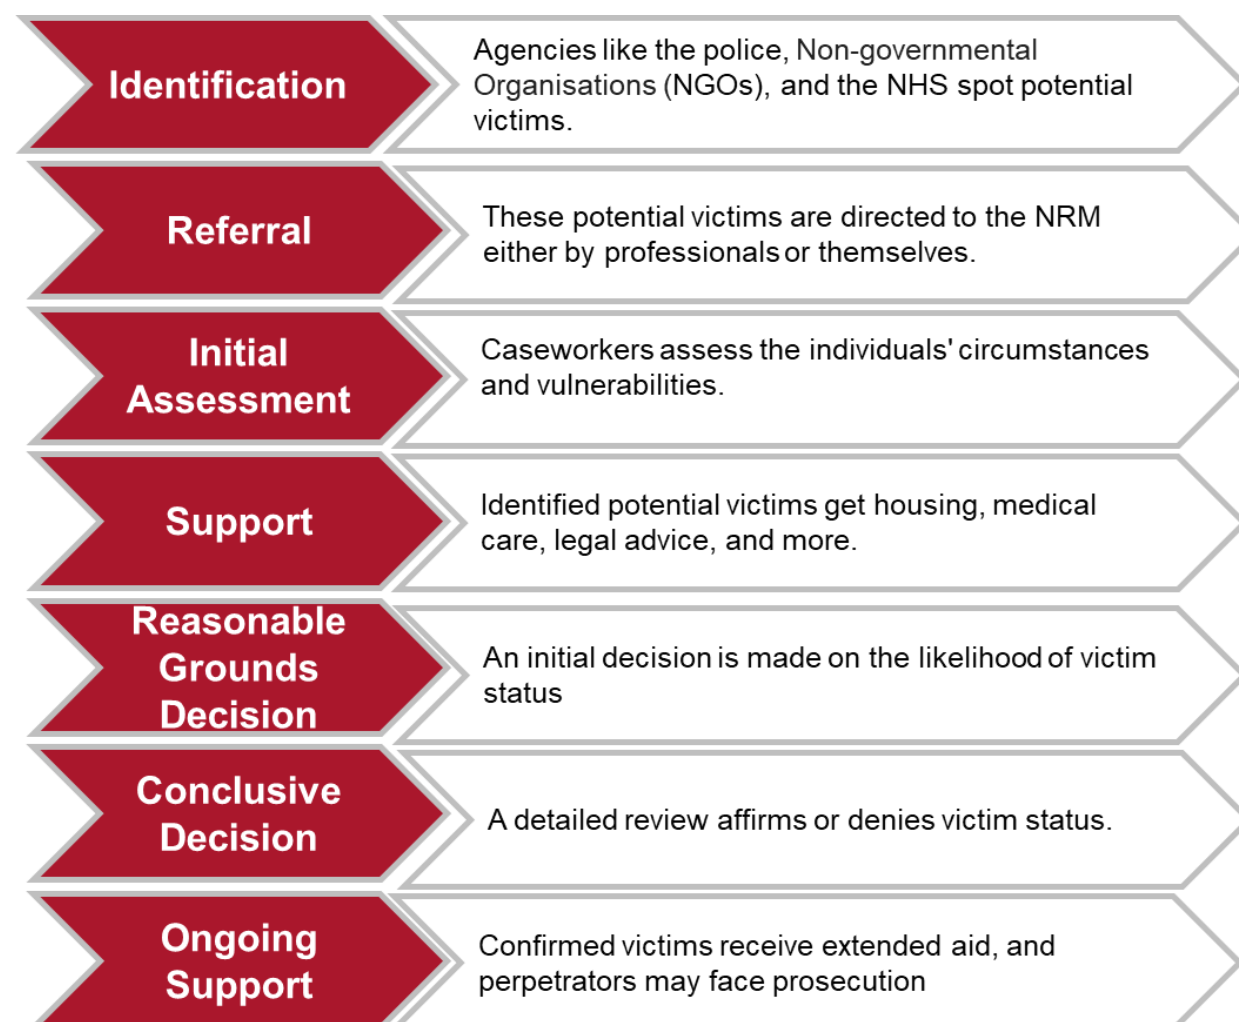 Identification
Agencies like the police, Non-governmental
Organisations (NGOs), and the NHS spot potential
victims.
Referral
These potential victims are directed to the NRM
either by professionals or themselves.
Initial
Assessment
Caseworkers assess the individuals' circumstances
and vulnerabilities.
Support
Identified potential victims get housing, medical
care, legal advice, and more.
Reasonable
Grounds
Decision
An initial decision is made on the likelihood of victim
status
Conclusive
Decision
A detailed review affirms or denies victim status.
Ongoing
Support
Confirmed victims receive extended aid, and
perpetrators may face prosecution